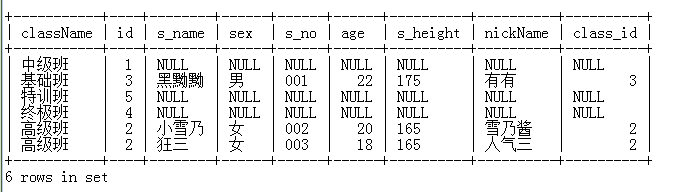 +-----------+----+--------+------+------+------+----------+----------+----------+
| className | id | s_name | sex | s_no | age | s_height | nickName | class_id |
+-----------+----+--------+------+------+------+----------+----------+----------+
| 中级班 | 1 | NULL | NULL | NULL | NULL | NULL | NULL | NULL |
| 基础班 | 3 | 黑黝黝 | 男 | 001 | 22 | 175 | 有有 | 3 |
| 特训班 | 5 | NULL | NULL | NULL | NULL | NULL | NULL | NULL |
| 终极班 | 4 | NULL | NULL | NULL | NULL | NULL | NULL | NULL |
| 高级班 | 2 | 小雪乃 | 女 | 002 | 20 | 165 | 雪乃酱 | 2 |
| 高级班 | 2 | 狂三 | 女 | 003 | 18 | 165 | 人气三 | 2 |
+-----------+----+--------+------+------+------+----------+----------+----------+
6 rows in set